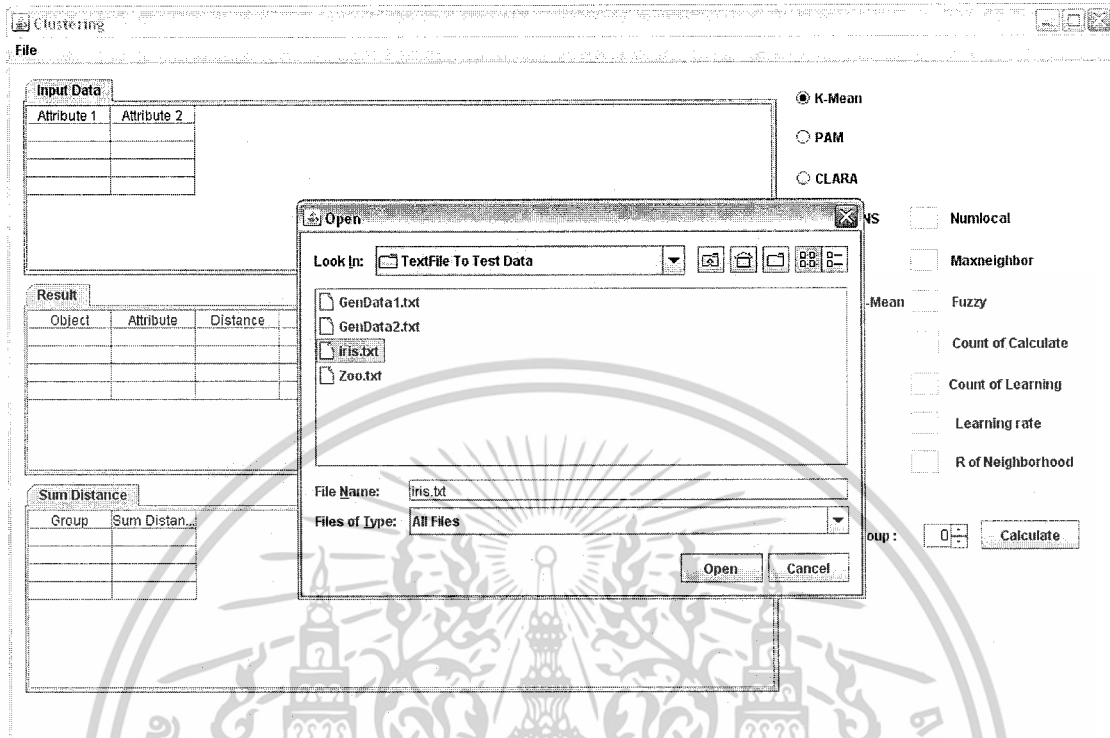 Clustering
File
Input Data
Attribute 1 Attribute 2
K-Mean
PAM
CLARA
NS Numlocal
Maxneighbor
-Mean Fuzzy
Count of Calculate
Count of Learning
Learning rate
R of Neighborhood
oup : 0 Calculate
Result
Object Attribute Distance
Sum Distance
Group Sum Distan...
Open
Look In: TextFile To Test Data
GenData1.txt
GenData2.txt
iris.txt
Zoo.txt
File Name: iris.txt
Files of Type: All Files
Open Cancel